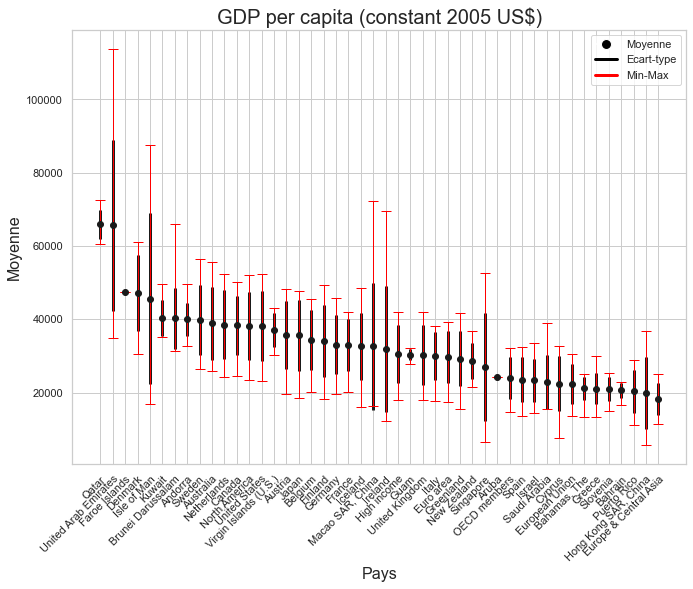 GDP per capita (constant 2005 US$)
Moyenne
Ecart-type
Min-Max
100000
80000
60000
40000
20000
Moyenne
Qatar
United Arab Emirates
Faroe Islands
Denmark
Isle of Man
Kuwait
Brunei Darussalam
Andorra
Sweden
Australia
Netherlands
Canada
North America
United States
Virgin Islands (U.S.)
Austria
Japan
Belgium
Finland
Germany
France
Iceland
Macao SAR, China
Ireland
High income
Guam
United Kingdom
Italy
Euro area
Greenland
New Zealand
Singapore
Aruba
OECD members
Spain
Israel
Saudi Arabia
Cyprus
European Union
Bahamas, The
Greece
Slovenia
Bahrain
Puerto Rico
Hong Kong SAR, China
Europe & Central Asia
Pays